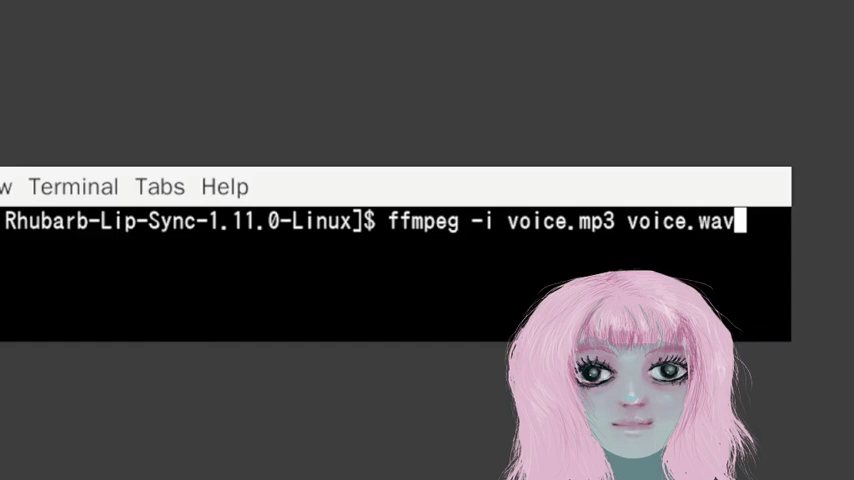 w Terminal Tabs Help
Rhubarb-Lip-Sync-1.11.0-Linux]$ ffmpeg -i voice.mp3 voice.wav